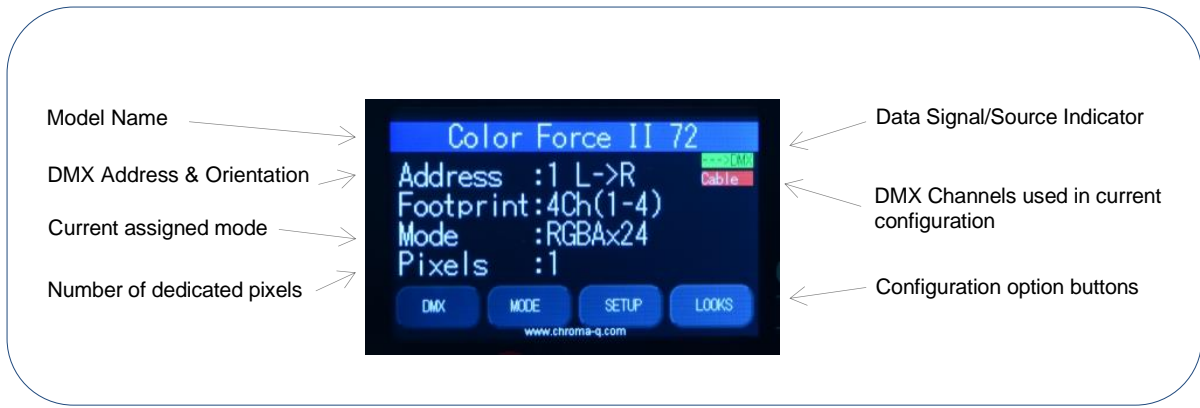 Model Name
DMX Address & Orientation
Current assigned mode
Number of dedicated pixels
Color Force II 72
--->DMX
Cable
Address :1 L->R
Footprint:4Ch(1-4)
Mode :RGBAx24
Pixels :1
DMX MODE SETUP LOOKS
www.chroma-q.com
Data Signal/Source Indicator
DMX Channels used in current
configuration
Configuration option buttons